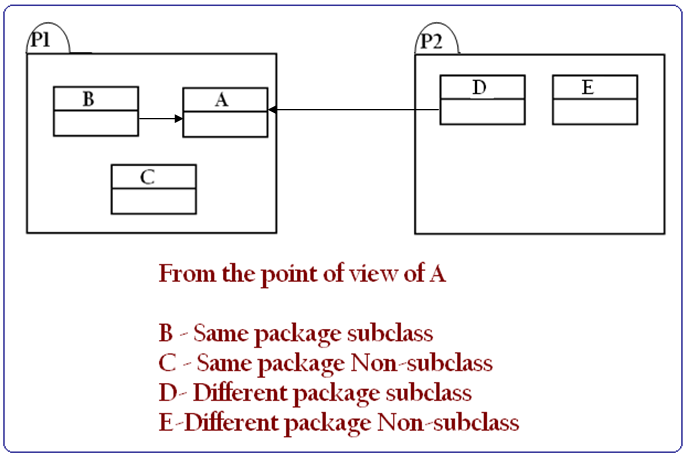 P1
P2
B
A
D
E
C
From the point of view of A
B - Same package subclass
C - Same package Non-subclass
D- Different package subclass
E-Different package Non-subclass